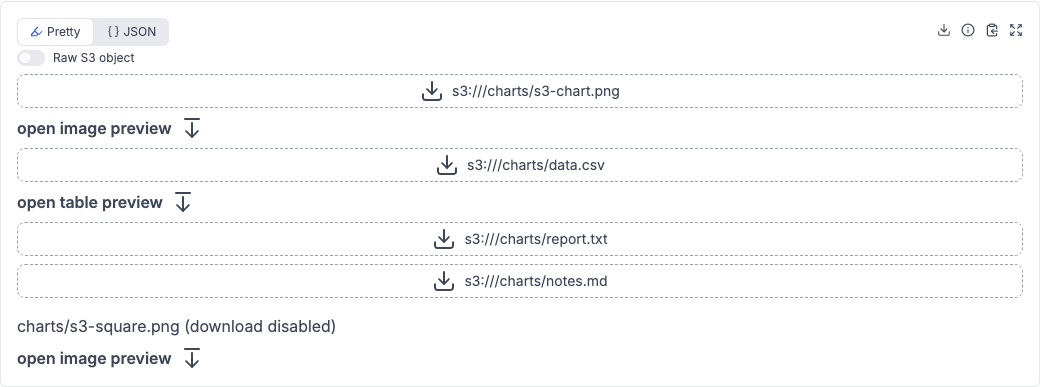 Pretty
{ } JSON
Raw S3 object
s3:///charts/s3-chart.png
open image preview
s3:///charts/data.csv
open table preview
s3:///charts/report.txt
s3:///charts/notes.md
charts/s3-square.png (download disabled)
open image preview